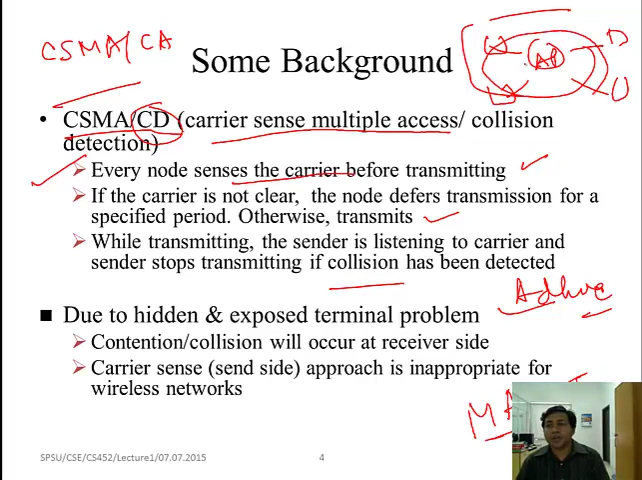 CSMA/CA
AP
Some Background
• CSMA/CD (carrier sense multiple access/ collision
detection)
Every node senses the carrier before transmitting
If the carrier is not clear, the node defers transmission for a
specified period. Otherwise, transmits
While transmitting, the sender is listening to carrier and
sender stops transmitting if collision has been detected
Adhoc
Due to hidden & exposed terminal problem
Contention/collision will occur at receiver side
Carrier sense (send side) approach is inappropriate for
wireless networks
SPSU/CSE/CS452/Lecture1/07.07.2015
4